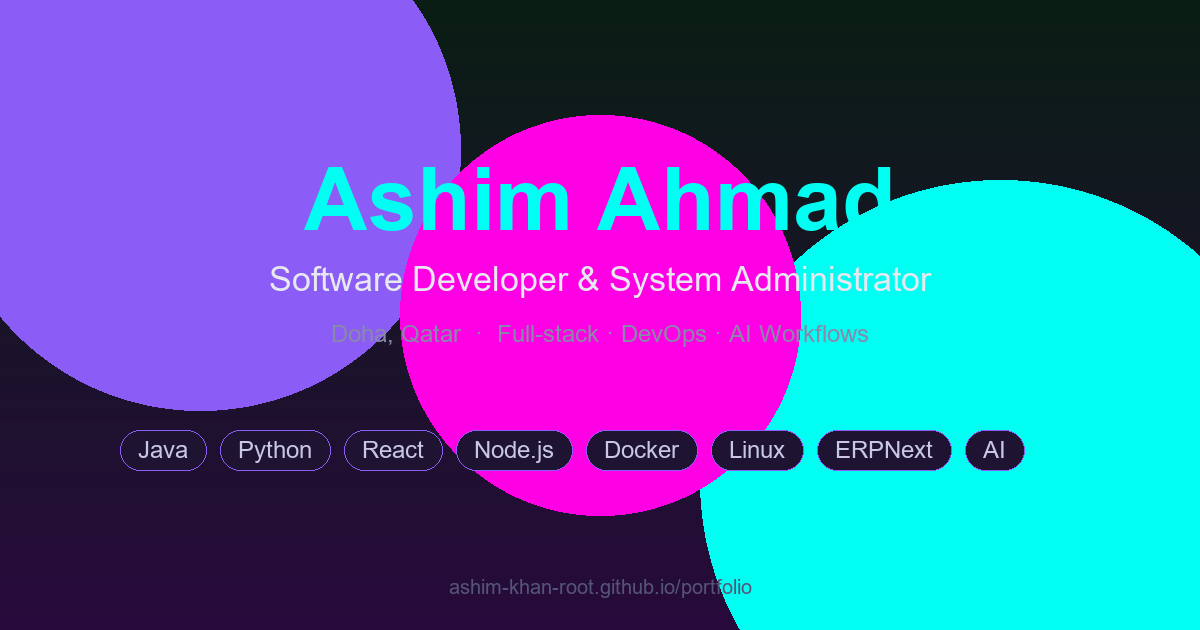 Ashim Ahmad
Software Developer & System Administrator
Doha, Qatar · Full-stack · DevOps · AI Workflows
Java Python React Node.js Docker Linux ERPNext AI
ashim-khan-root.github.io/portfolio